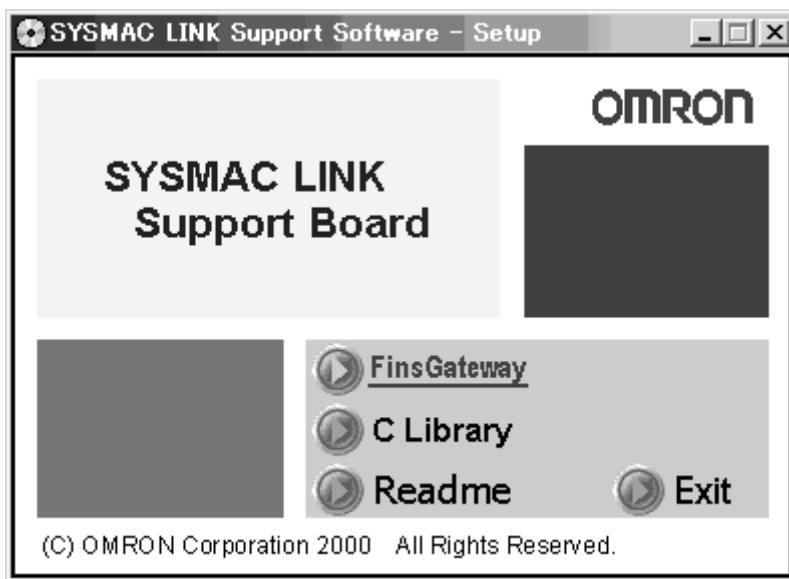 SYSMAC LINK Support Software - Setup
OMRON
SYSMAC LINK
Support Board
FinsGateway
C Library
Readme
Exit
(C) OMRON Corporation 2000 All Rights Reserved.